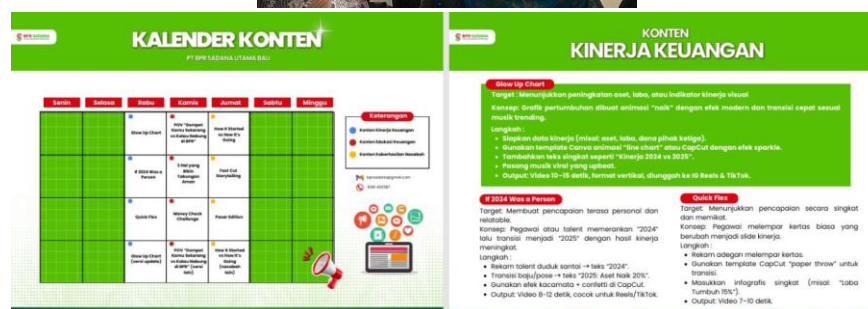 BPR SADANA
KALENDER KONTEN
PT BPR SADANA UTAMA BALI
Senin
Selasa
Rabu
Kamis
Jumat
Sabtu
Minggu
Glow Up Chart
POV "Dompet
Kamu Sekarang
vs Kalau Nabung
di BPR"
How It Started
vs How It's
Going
If 2024 Was a
Person
3 Hal yang
Bikin
Tabungan
Aman
Fast Cut
Storytelling
Quick Flex
Money Check
Challenge
Pasar Edition
Glow Up Chart
(versi update)
POV "Dompet
Kamu Sekarang
vs Kalau Nabung
di BPR" (versi
lain)
How It Started
vs How It's
Going
(nasabah
lain)
Keterangan
Konten Kinerja Keuangan
Konten Edukasi Keuangan
Konten Keberhasilan Nasabah
BPR SADANA
KONTEN
KINERJA KEUANGAN
Glow Up Chart
Target : Menunjukkan peningkatan aset, laba, atau indikator kinerja visual
Konsep: Grafik pertumbuhan dibuat animasi "naik" dengan efek modern dan transisi cepat sesuai
musik trending.
Langkah :
• Siapkan data kinerja (misal: aset, laba, dana pihak ketiga).
• Gunakan template Canva animasi "line chart" atau CapCut dengan efek sparkle.
• Tambahkan teks singkat seperti "Kinerja 2024 vs 2025".
• Pasang musik viral yang upbeat.
• Output: Video 10–15 detik, format vertikal, diunggah ke IG Reels & TikTok.
If 2024 Was a Person
Target: Membuat pencapaian terasa personal dan
relatable.
Konsep: Pegawai atau talent memerankan "2024"
lalu transisi menjadi "2025" dengan hasil kinerja
meningkat.
Langkah :
• Rekam talent duduk santai → teks "2024".
• Transisi baju/pose → teks "2025: Aset Naik 20%".
• Gunakan efek kacamata + confetti di CapCut.
• Output: Video 8-12 detik, cocok untuk Reels/TikTok.
Quick Flex
Target: Menunjukkan pencapaian secara singkat
dan memikat.
Konsep: Pegawai melempar kertas biasa yang
berubah menjadi slide kinerja.
Langkah :
• Rekam adegan melempar kertas.
• Gunakan template CapCut "paper throw" untuk
transisi.
• Masukkan infografis singkat (misal: "Laba
Tumbuh 15%").
• Output: Video 7–10 detik.